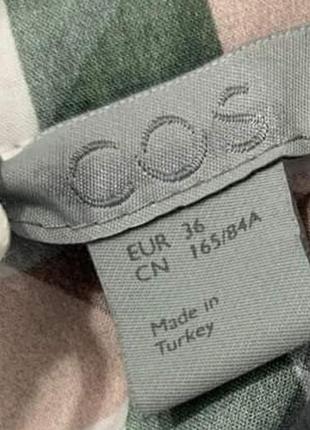 COS
EUR 36
CN 165/84A
Made in
Turkey